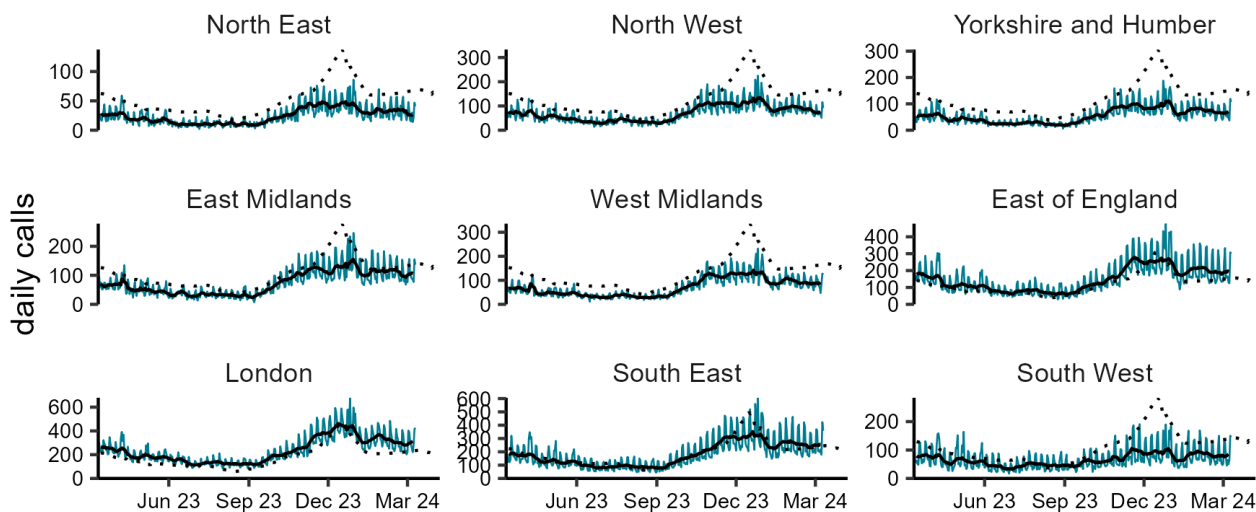 North East
North West
Yorkshire and Humber
100
50
0
300
200
100
0
300
200
100
0
daily calls
East Midlands
West Midlands
East of England
200
100
0
300
200
100
0
400
300
200
100
0
London
South East
South West
600
400
200
0
600
500
400
300
200
100
0
200
100
0
Jun 23 Sep 23 Dec 23 Mar 24
Jun 23 Sep 23 Dec 23 Mar 24
Jun 23 Sep 23 Dec 23 Mar 24